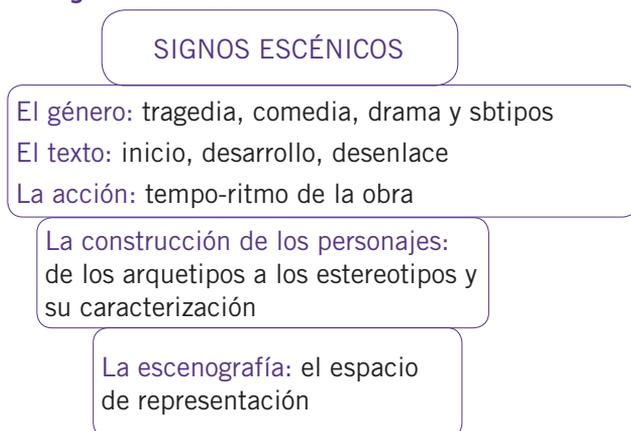 SIGNOS ESCÉNICOS
El género: tragedia, comedia, drama y sbtipos
El texto: inicio, desarrollo, desenlace
La acción: tempo-ritmo de la obra
La construcción de los personajes:
de los arquetipos a los estereotipos y
su caracterización
La escenografía: el espacio
de representación